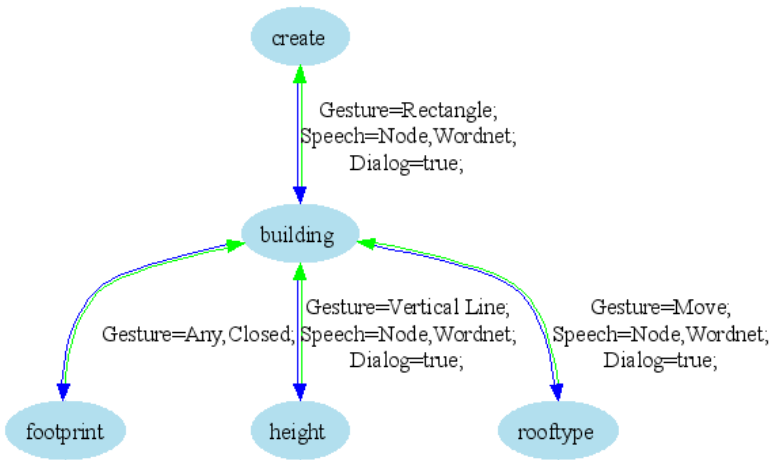 create
Gesture=Rectangle;
Speech=Node,Wordnet;
Dialog=true;
building
Gesture=Any,Closed;
Gesture=Vertical Line;
Speech=Node,Wordnet;
Dialog=true;
Gesture=Move;
Speech=Node,Wordnet;
Dialog=true;
footprint
height
rooftype